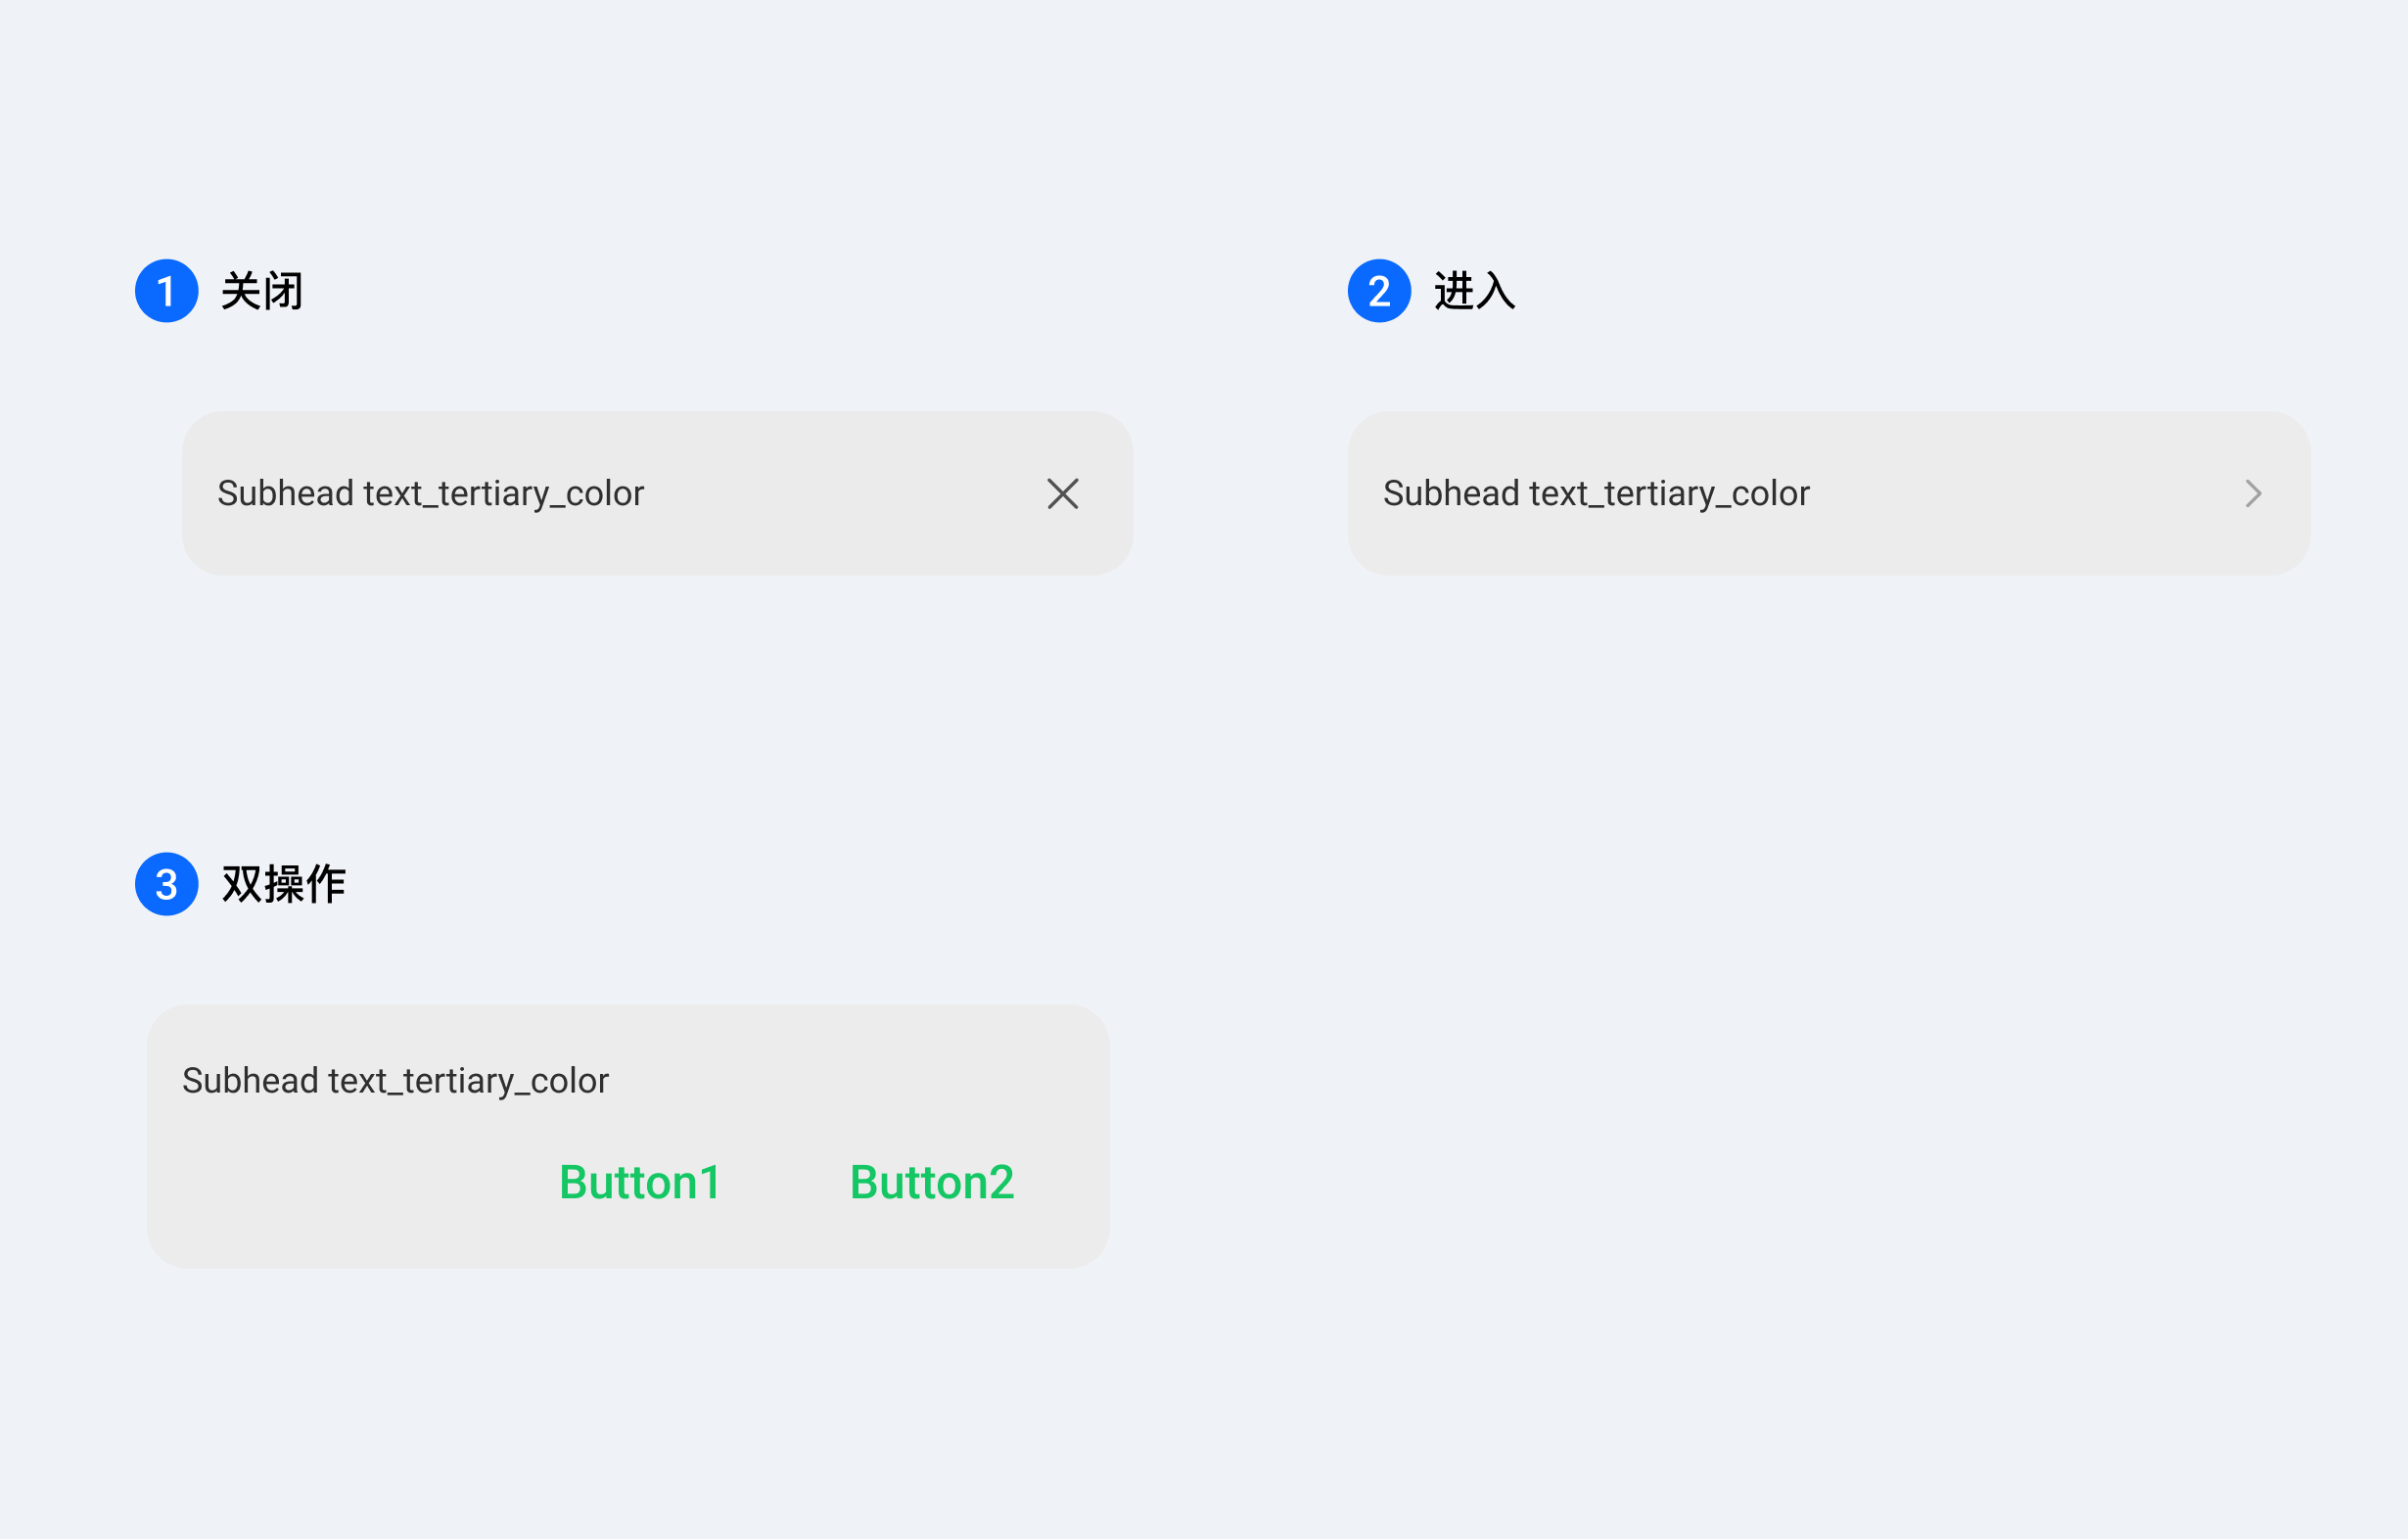 1 关闭
Subhead text_tertiary_color
2 进入
Subhead text_tertiary_color
3 双操作
Subhead text_tertiary_color
Button1 Button2